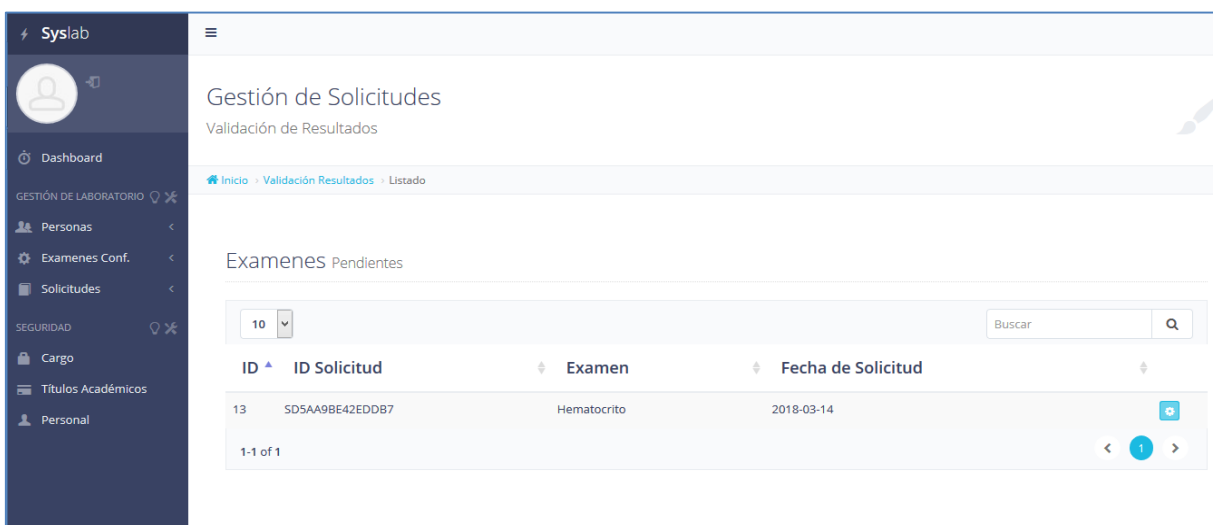 Syslab
Dashboard
GESTIÓN DE LABORATORIO
Personas
Examenes Conf.
Solicitudes
SEGURIDAD
Cargo
Títulos Académicos
Personal
Gestión de Solicitudes
Validación de Resultados
Inicio > Validación Resultados > Listado
Examenes Pendientes
10
Buscar
ID ID Solicitud Examen Fecha de Solicitud
13 SD5AA9BE42EDDB7 Hematocrito 2018-03-14
1-1 of 1
< 1 >